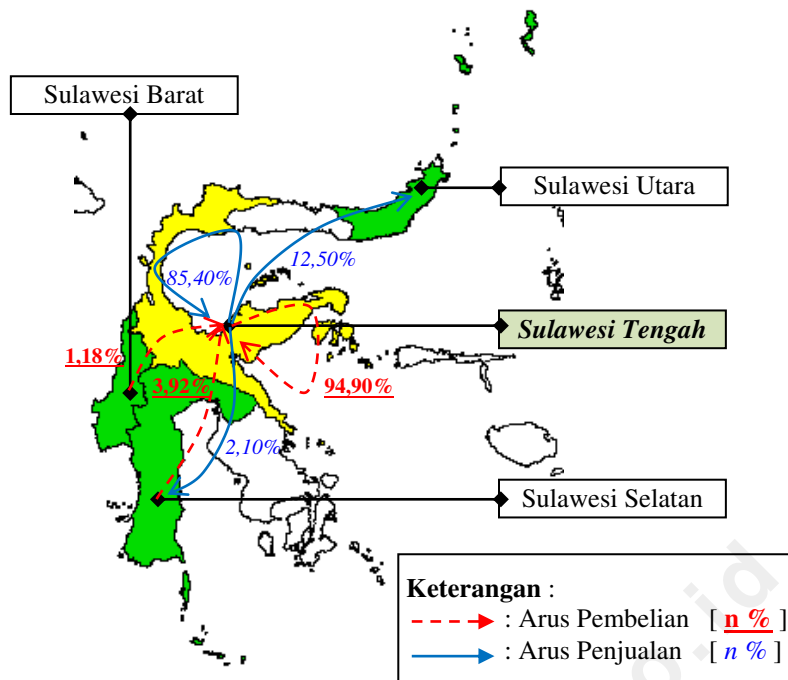 Sulawesi Barat
Sulawesi Utara
12,50%
85,40%
Sulawesi Tengah
1,18%
3,92%
94,90%
2,10%
Sulawesi Selatan
Keterangan :
: Arus Pembelian [ n % ]
: Arus Penjualan [ n % ]
o.id